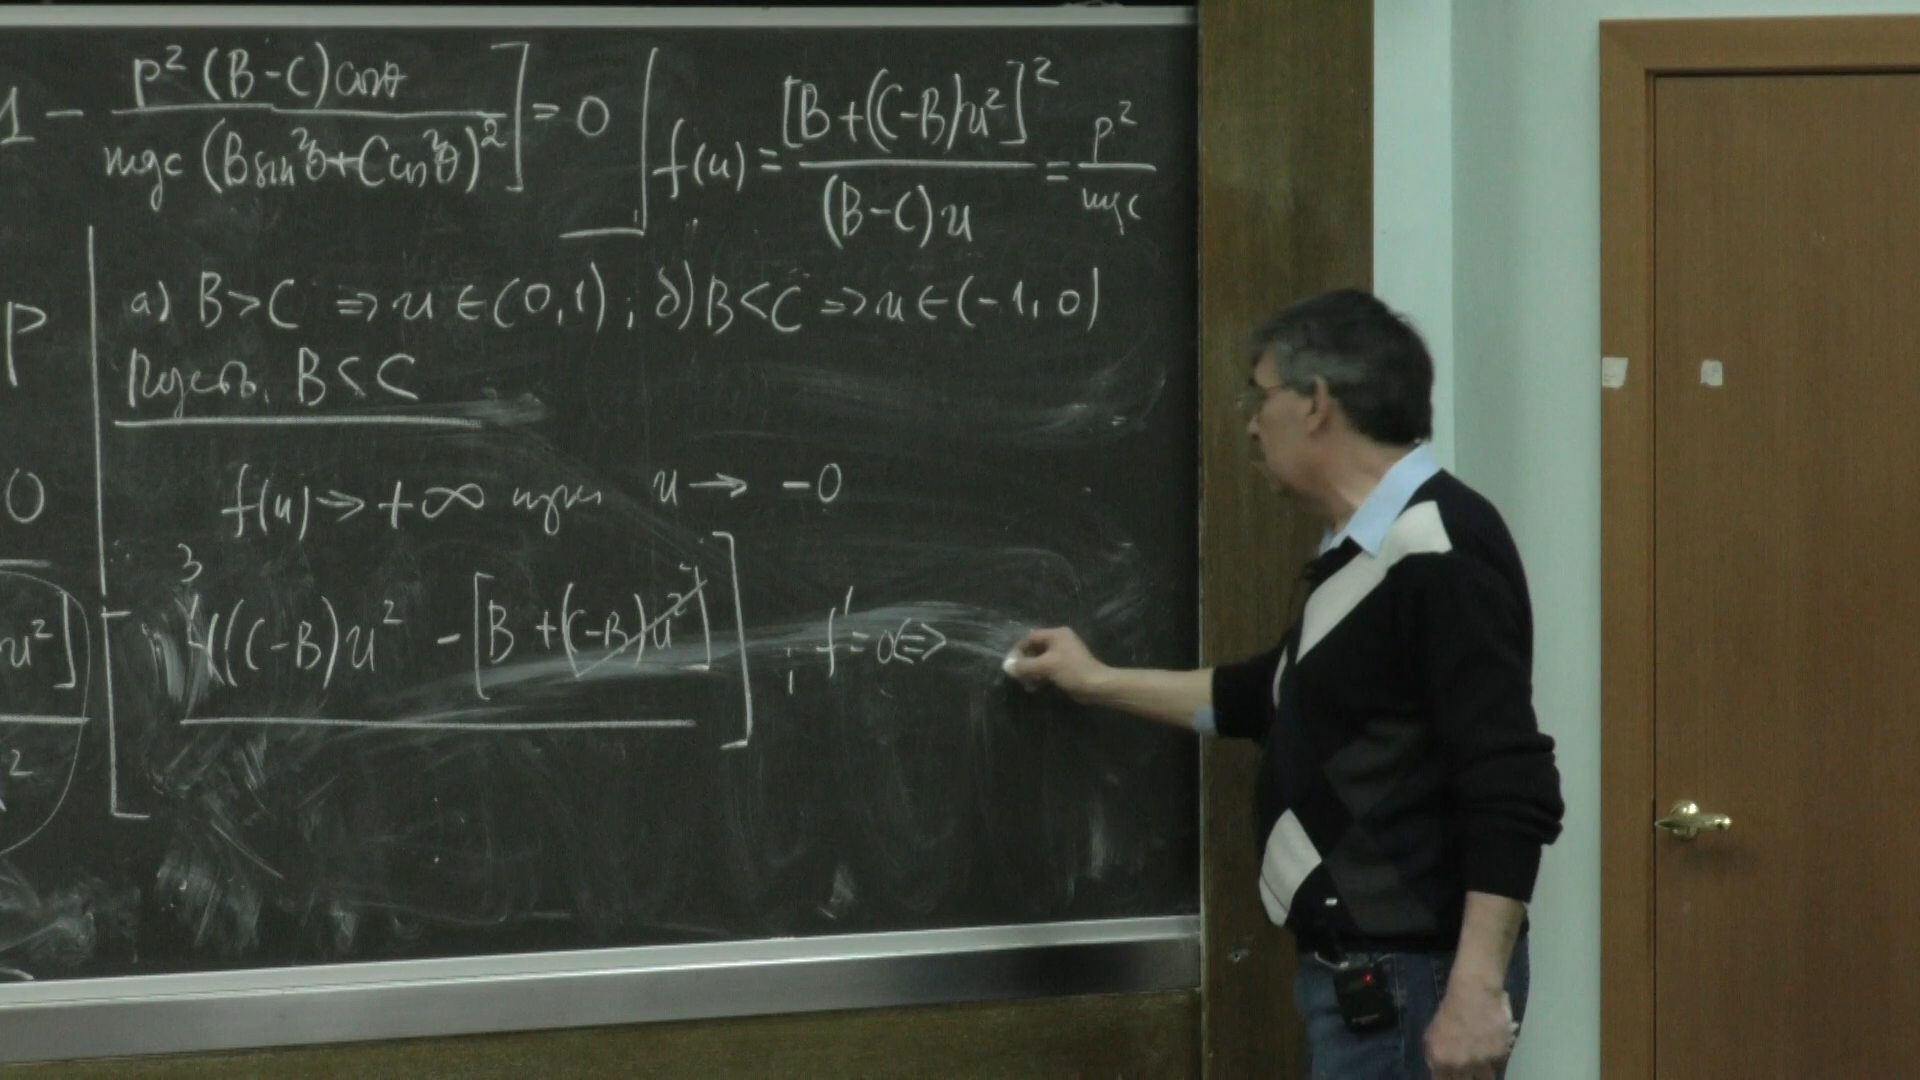 1 - p²(B-C)cosθ / mgc (Bsin²θ + Ccos²θ)² ] = 0
f(u) = [B+(C-B)u²]² / (B-C)u = p² / mgc
а) B>C ⇒ u ∈ (0,1) ; б) B<C ⇒ u ∈ (-1, 0)
p
Пусть B<C
0
f(u) → +∞ при u → -0
3
u²] [ 4(C-B)u² - [B + (C-B)u²] ] ; f' = 0 ⇔
2